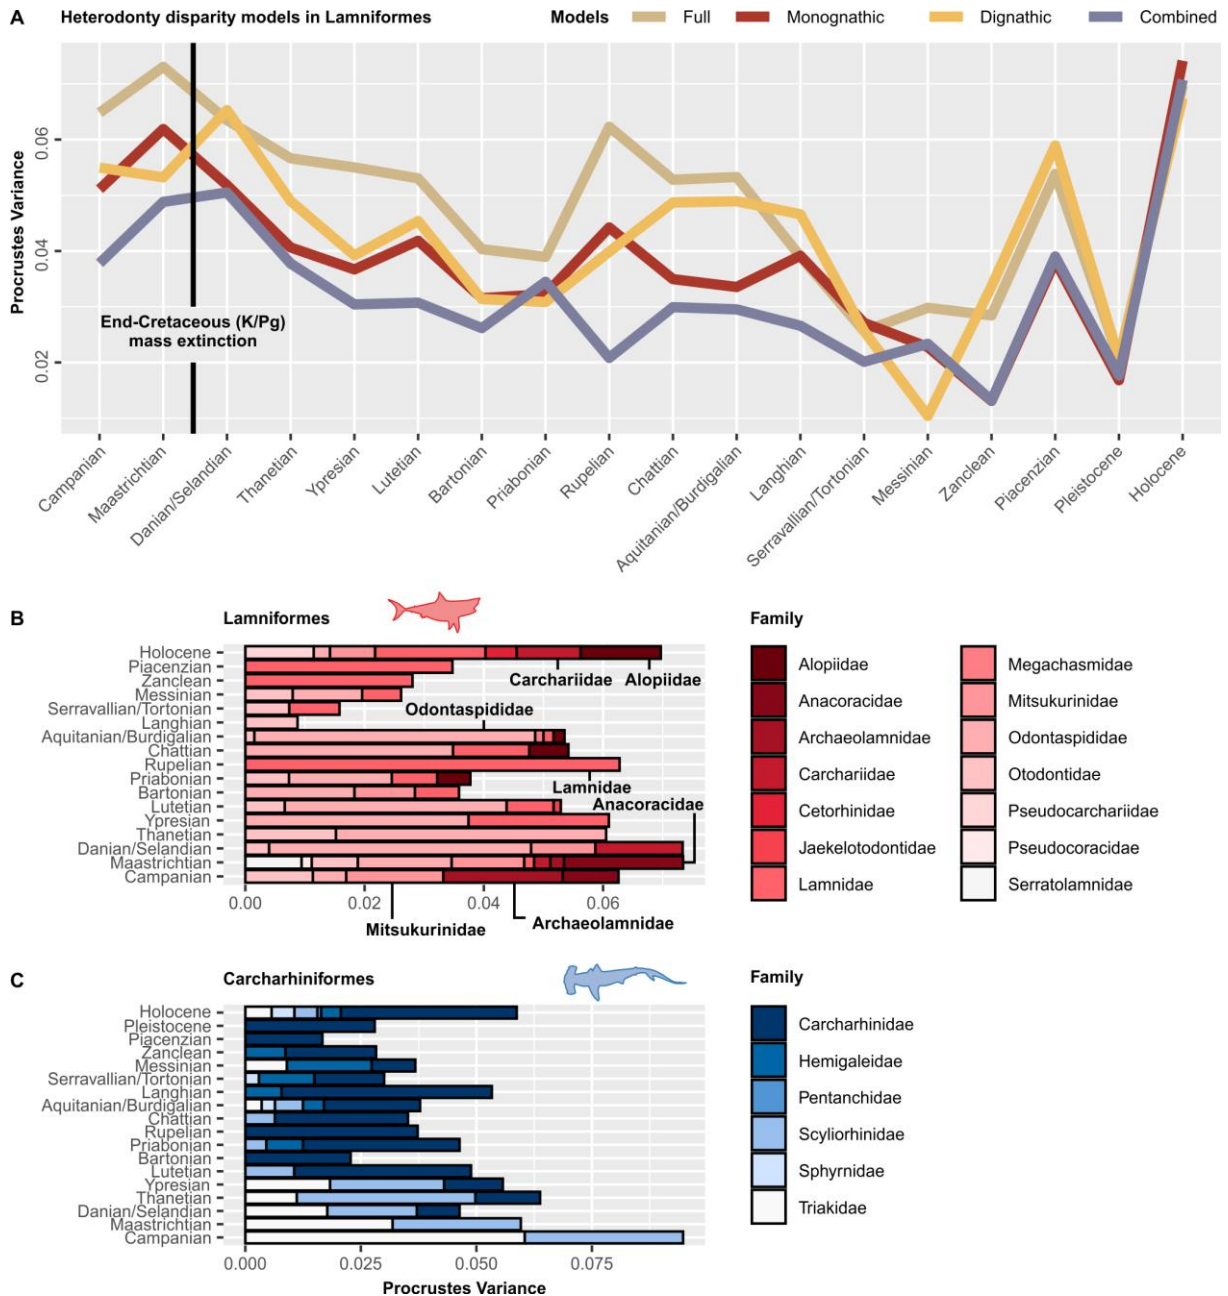 A Heterodonty disparity models in Lamniformes
Models Full Monognathic Dignathic Combined
Procrustes Variance
0.06
0.04
0.02
End-Cretaceous (K/Pg)
mass extinction
Campanian
Maastrichtian
Danian/Selandian
Thanetian
Ypresian
Lutetian
Bartonian
Priabonian
Rupelian
Chattian
Aquitanian/Burdigalian
Langhian
Serravallian/Tortonian
Messinian
Zanclean
Piacenzian
Pleistocene
Holocene
B Lamniformes
Holocene
Piacenzian
Zanclean
Messinian
Serravallian/Tortonian
Langhian
Aquitanian/Burdigalian
Chattian
Rupelian
Priabonian
Bartonian
Lutetian
Ypresian
Thanetian
Danian/Selandian
Maastrichtian
Campanian
Carchariidae Alopiidae
Odontaspididae
Lamnidae
Anacoracidae
0.00 0.02 0.04 0.06
Mitsukurinidae
Archaeolamnidae
Family
Alopiidae
Anacoracidae
Archaeolamnidae
Carchariidae
Cetorhinidae
Jaekelotodontidae
Lamnidae
Megachasmidae
Mitsukurinidae
Odontaspididae
Otodontidae
Pseudocarchariidae
Pseudocoracidae
Serratolamnidae
C Carcharhiniformes
Holocene
Pleistocene
Piacenzian
Zanclean
Messinian
Serravallian/Tortonian
Langhian
Aquitanian/Burdigalian
Chattian
Rupelian
Priabonian
Bartonian
Lutetian
Ypresian
Thanetian
Danian/Selandian
Maastrichtian
Campanian
0.000 0.025 0.050 0.075
Procrustes Variance
Family
Carcharhinidae
Hemigaleidae
Pentanchidae
Scyliorhinidae
Sphyrnidae
Triakidae